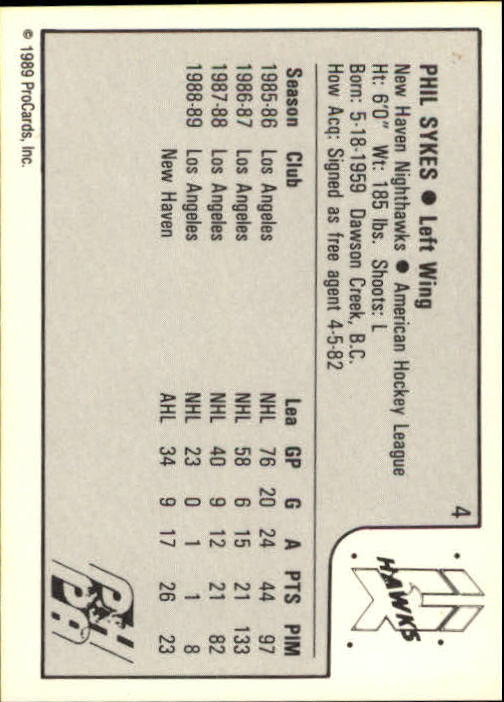 4
PHIL SYKES ● Left Wing
New Haven Nighthawks ● American Hockey League
Ht: 6'0" Wt: 185 lbs. Shoots: L
Born: 5-18-1959 Dawson Creek, B.C.
How Acq: Signed as free agent 4-5-82
HAWKS
Season Club Lea GP G A PTS PIM
1985-86 Los Angeles NHL 76 20 24 44 97
1986-87 Los Angeles NHL 58 6 15 21 133
1987-88 Los Angeles NHL 40 9 12 21 82
1988-89 Los Angeles NHL 23 0 1 1 8
New Haven AHL 34 9 17 26 23
© 1989 ProCards, Inc.